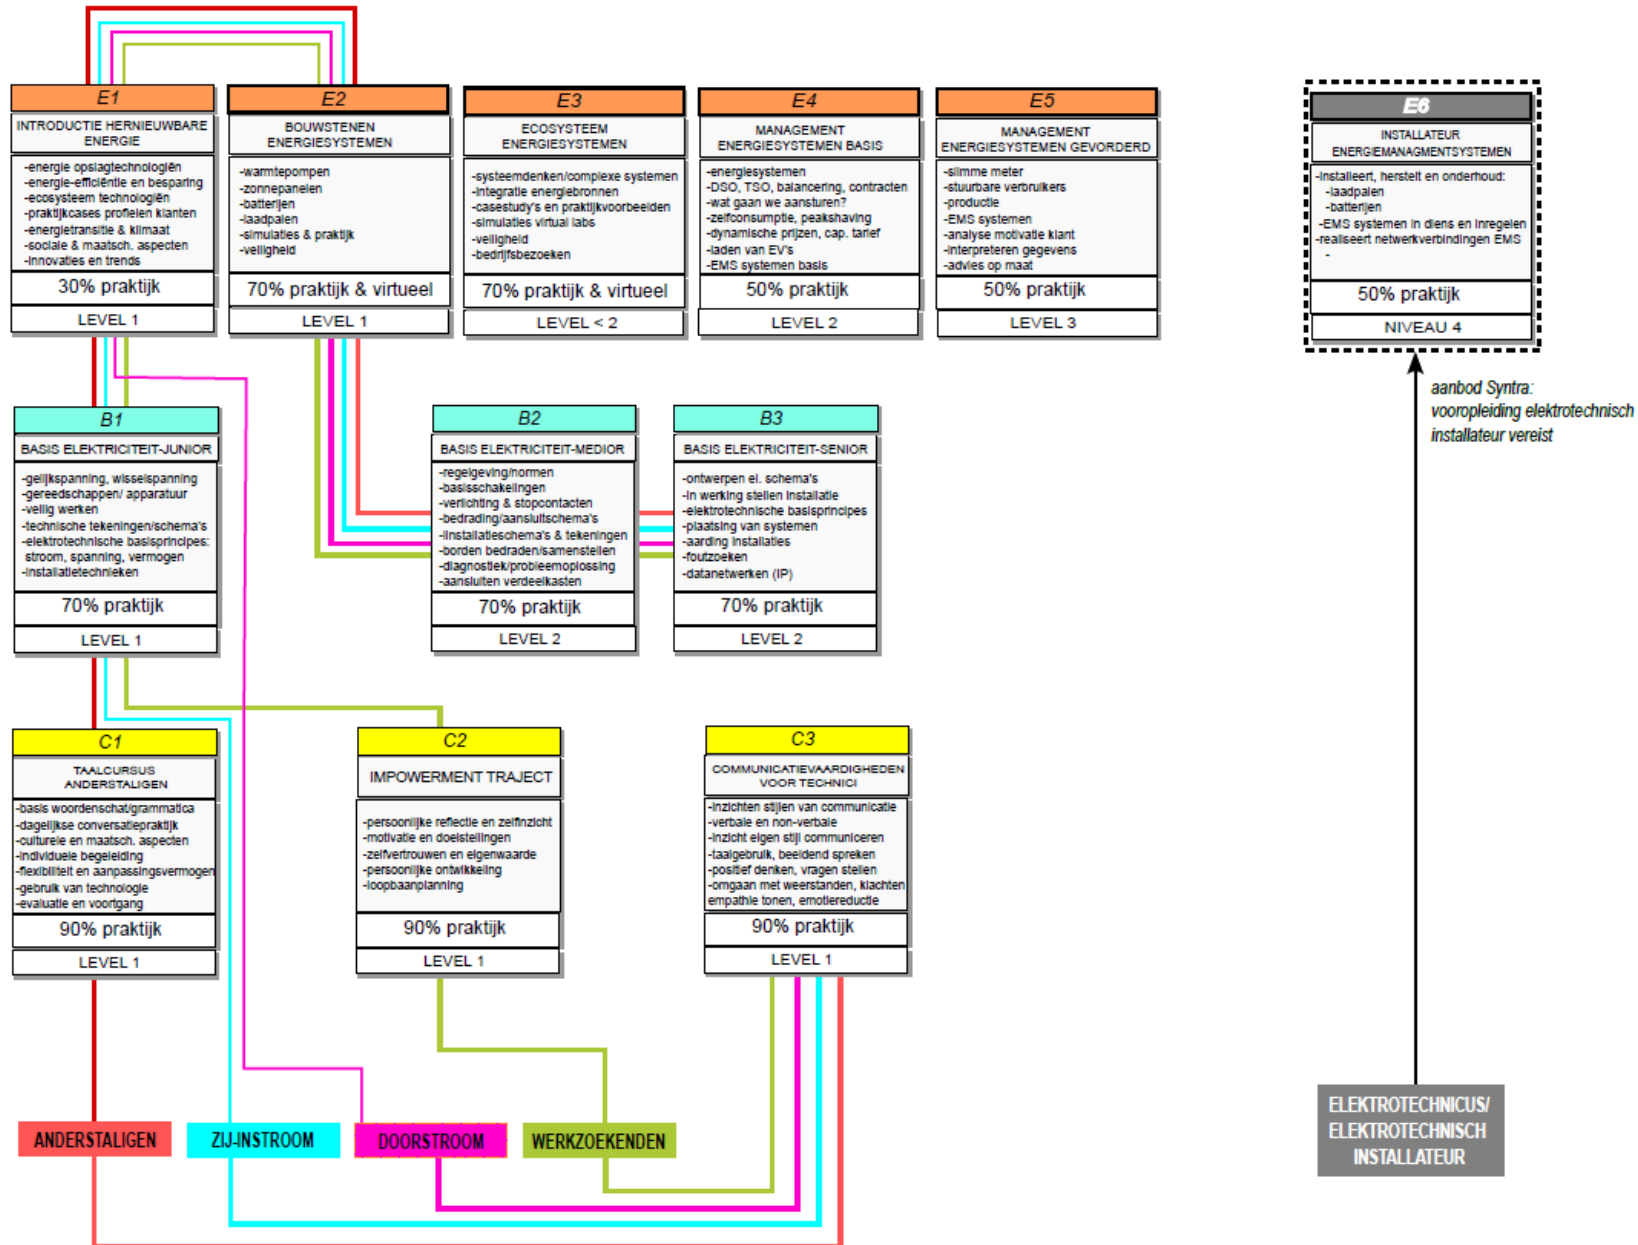 E1
INTRODUCTIE HERNIEUWBARE
ENERGIE
-energie opslagtechnologiën
-energie-efficiëntie en besparing
-ecosysteem technologiën
-praktijkcases profielen klanten
-energietransitie & klimaat
-sociale & maatsch. aspecten
-innovaties en trends
30% praktijk
LEVEL 1
E2
BOUWSTENEN
ENERGIESYSTEMEN
-warmtepompen
-zonnepanelen
-batterijen
-laadpalen
-simulaties & praktijk
-veiligheid
70% praktijk & virtueel
LEVEL 1
E3
ECOSYSTEEM
ENERGIESYSTEMEN
-systeemdenken/complexe systemen
-integratie energiebronnen
-casestudy's en praktijkvoorbeelden
-simulaties virtual labs
-veiligheid
-bedrijfsbezoeken
70% praktijk & virtueel
LEVEL < 2
E4
MANAGEMENT
ENERGIESYSTEMEN BASIS
-energiesystemen
-DSO, TSO, balancering, contracten
-wat gaan we aansturen?
-zelfconsumptie, peakshaving
-dynamische prijzen, cap. tarief
-laden van EV's
-EMS systemen basis
50% praktijk
LEVEL 2
E5
MANAGEMENT
ENERGIESYSTEMEN GEVORDERD
-slimme meter
-stuurbare verbruikers
-productie
-EMS systemen
-analyse motivatie klant
-interpreteren gegevens
-advies op maat
50% praktijk
LEVEL 3
E6
INSTALLATEUR
ENERGIEMANAGMENTSYSTEMEN
-installeert, herstelt en onderhoud:
-laadpalen
-batterijen
-EMS systemen in diens en inregelen
-realiseert netwerkverbindingen EMS
-
50% praktijk
NIVEAU 4
aanbod Syntra:
vooropleiding elektrotechnisch
installateur vereist
B1
BASIS ELEKTRICITEIT-JUNIOR
-gelijkspanning, wisselspanning
-gereedschappen/ apparatuur
-veilig werken
-technische tekeningen/schema's
-elektrotechnische basisprincipes:
stroom, spanning, vermogen
-installatietechnieken
70% praktijk
LEVEL 1
B2
BASIS ELEKTRICITEIT-MEDIOR
-regelgeving/normen
-basisschakelingen
-verlichting & stopcontacten
-bedrading/aansluitschema's
-iinstallatieschema's & tekeningen
-borden bedraden/samenstellen
-diagnostiek/probleemoplossing
-aansluiten verdeelkasten
70% praktijk
LEVEL 2
B3
BASIS ELEKTRICITEIT-SENIOR
-ontwerpen el. schema's
-in werking stellen installatie
-elektrotechnische basisprincipes
-plaatsing van systemen
-aarding installaties
-foutzoeken
-datanetwerken (IP)
70% praktijk
LEVEL 2
C1
TAALCURSUS
ANDERSTALIGEN
-basis woordenschat/grammatica
-dagelijkse conversatiepraktijk
-culturele en maatsch. aspecten
-individuele begeleiding
-flexibiliteit en aanpassingsvermogen
-gebruik van technologie
-evaluatie en voortgang
90% praktijk
LEVEL 1
C2
IMPOWERMENT TRAJECT
-persoonlijke reflectie en zelfinzicht
-motivatie en doelstellingen
-zelfvertrouwen en eigenwaarde
-persoonlijke ontwikkeling
-loopbaanplanning
90% praktijk
LEVEL 1
C3
COMMUNICATIEVAARDIGHEDEN
VOOR TECHNICI
-inzichten stijlen van communicatie
-verbale en non-verbale
-inzicht eigen stijl communiceren
-taalgebruik, beeldend spreken
-positief denken, vragen stellen
-omgaan met weerstanden, klachten
empathie tonen, emotiereductie
90% praktijk
LEVEL 1
ANDERSTALIGEN
ZIJ-INSTROOM
DOORSTROOM
WERKZOEKENDEN
ELEKTROTECHNICUS/
ELEKTROTECHNISCH
INSTALLATEUR